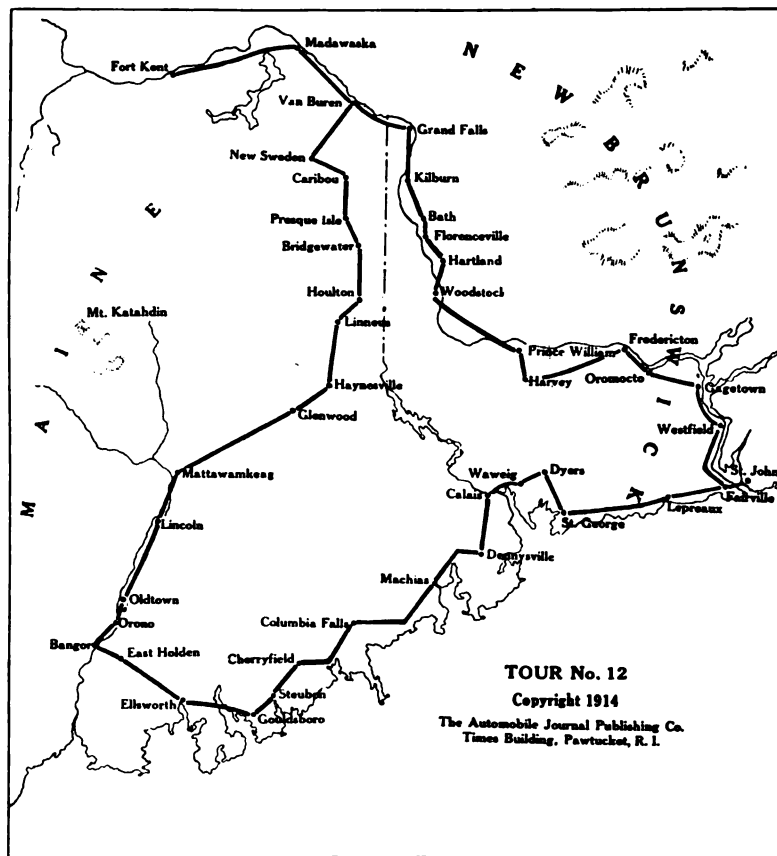 NEW BRUNSWICK
MAINE
Madawaska
Fort Kent
Van Buren
Grand Falls
New Sweden
Caribou
Kilburn
Presque Isle
Bath
Florenceville
Bridgewater
Hartland
Houlton
Woodstock
Mt. Katahdin
Linneus
Prince William
Fredericton
Haynesville
Harvey
Oromocto
Gagetown
Glenwood
Westfield
Mattawamkeag
Waweig
Dyers
St. John
Calais
Fairville
Lincoln
St. George
Lepreaux
Dennysville
Machias
Oldtown
Orono
Columbia Falls
Bangor
East Holden
Cherryfield
Ellsworth
Steuben
Gouldsboro
TOUR No. 12
Copyright 1914
The Automobile Journal Publishing Co.
Times Building, Pawtucket, R. I.